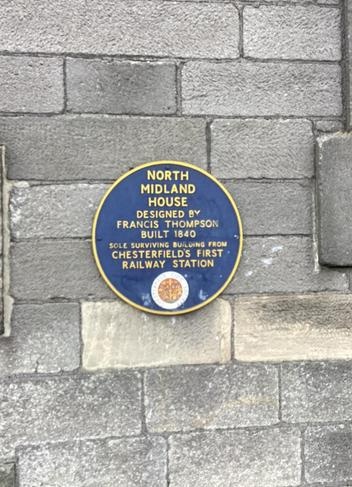 NORTH
MIDLAND
HOUSE
DESIGNED BY
FRANCIS THOMPSON
BUILT 1840
SOLE SURVIVING BUILDING FROM
CHESTERFIELD'S FIRST
RAILWAY STATION